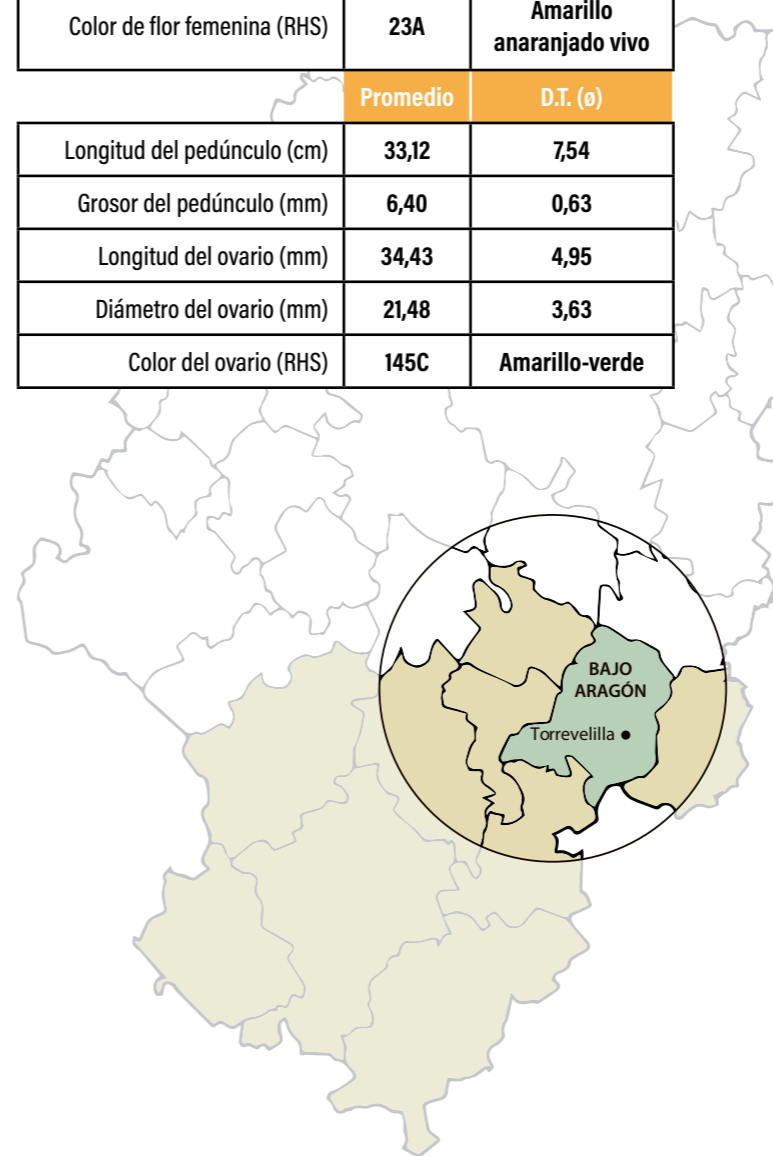 Color de flor femenina (RHS) 23A Amarillo
anaranjado vivo
Promedio D.T. (ø)
Longitud del pedúnculo (cm) 33,12 7,54
Grosor del pedúnculo (mm) 6,40 0,63
Longitud del ovario (mm) 34,43 4,95
Diámetro del ovario (mm) 21,48 3,63
Color del ovario (RHS) 145C Amarillo-verde
BAJO
ARAGÓN
Torrevelilla